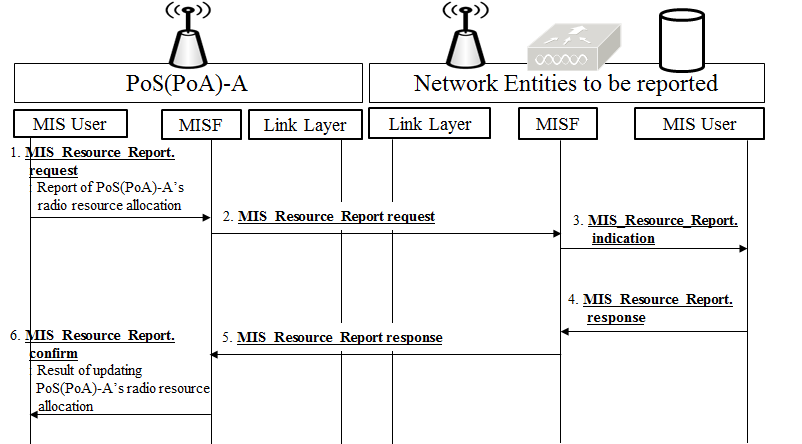 PoS(PoA)-A
Network Entities to be reported
MIS User
MISF
Link Layer
Link Layer
MISF
MIS User
1. MIS_Resource_Report.
request
: Report of PoS(PoA)-A's
radio resource allocation
2. MIS_Resource_Report request
3. MIS_Resource_Report.
indication
4. MIS_Resource_Report.
response
5. MIS_Resource_Report response
6. MIS_Resource_Report.
confirm
: Result of updating
PoS(PoA)-A's radio resource
allocation